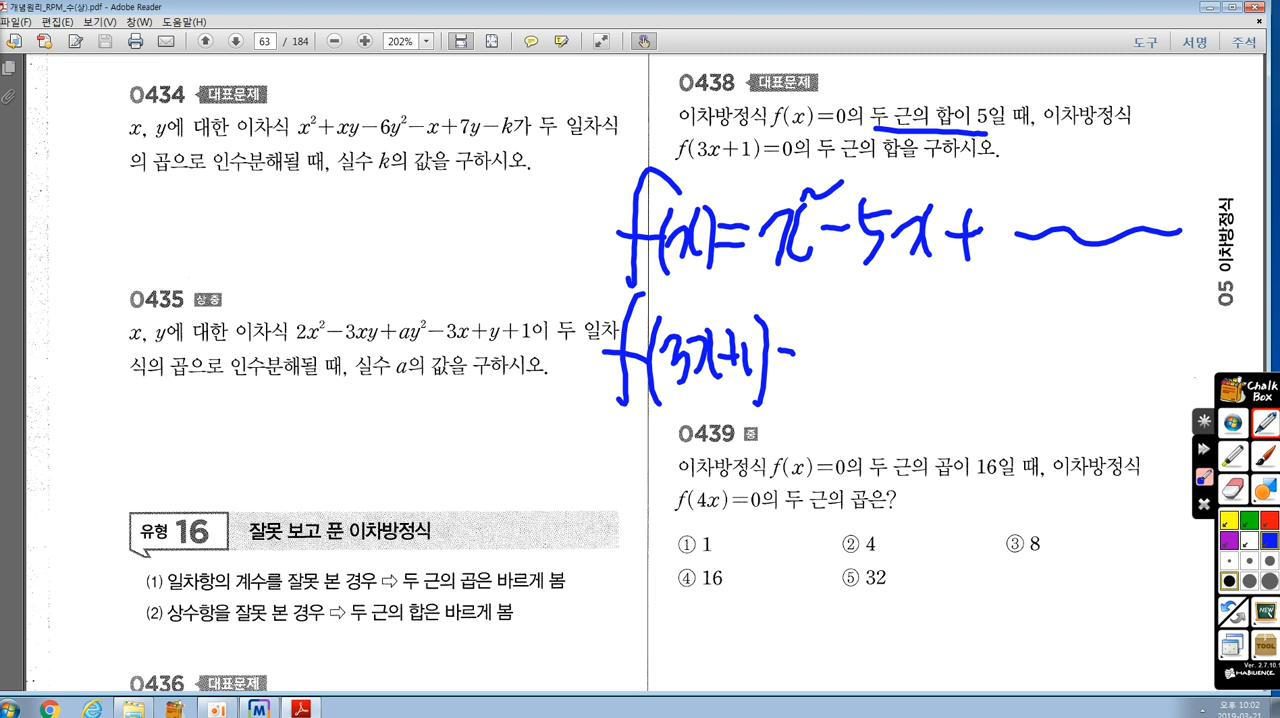 개념원리_RPM_수(상).pdf - Adobe Reader
파일(F) 편집(E) 보기(V) 창(W) 도움말(H)
63 / 184 202% 도구 서명 주석
0434 대표문제
x, y에 대한 이차식 x²+xy-6y²-x+7y-k가 두 일차식
의 곱으로 인수분해될 때, 실수 k의 값을 구하시오.
0435 상중
x, y에 대한 이차식 2x²-3xy+ay²-3x+y+1이 두 일차
식의 곱으로 인수분해될 때, 실수 a의 값을 구하시오.
유형 16 잘못 보고 푼 이차방정식
(1) 일차항의 계수를 잘못 본 경우 ⇨ 두 근의 곱은 바르게 봄
(2) 상수항을 잘못 본 경우 ⇨ 두 근의 합은 바르게 봄
0436 대표문제
0438 대표문제
이차방정식 f(x)=0의 두 근의 합이 5일 때, 이차방정식
f(3x+1)=0의 두 근의 합을 구하시오.
f(x)=x²-5x+
f(3x+1)-
0439 중
이차방정식 f(x)=0의 두 근의 곱이 16일 때, 이차방정식
f(4x)=0의 두 근의 곱은?
① 1 ② 4 ③ 8
④ 16 ⑤ 32
05 이차방정식
Chalk
Box
NEW
TOOL
Ver. 2.7.10.
오후 10:02
2019-03-21